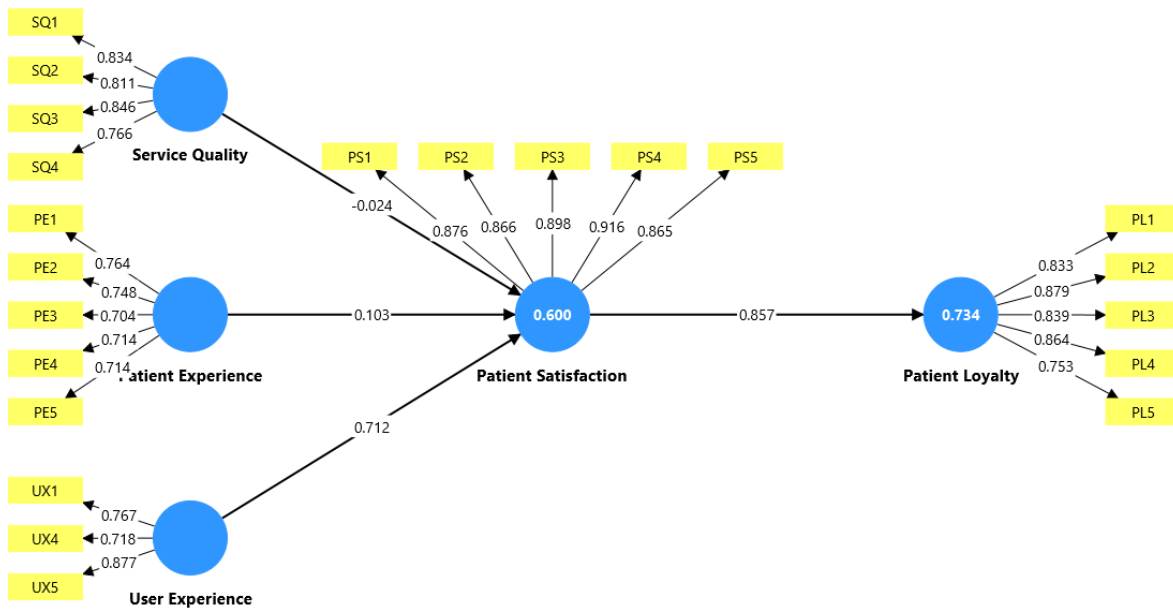 SQ1
0.834
SQ2
0.811
SQ3
0.846
SQ4
0.766
Service Quality
-0.024
PS1
PS2
PS3
PS4
PS5
0.876
0.866
0.898
0.916
0.865
PE1
0.764
PE2
0.748
PE3
0.704
PE4
0.714
PE5
0.714
atient Experience
0.103
0.600
Patient Satisfaction
0.857
0.734
Patient Loyalty
PL1
0.833
PL2
0.879
PL3
0.839
PL4
0.864
PL5
0.753
0.712
UX1
0.767
UX4
0.718
UX5
0.877
User Experience